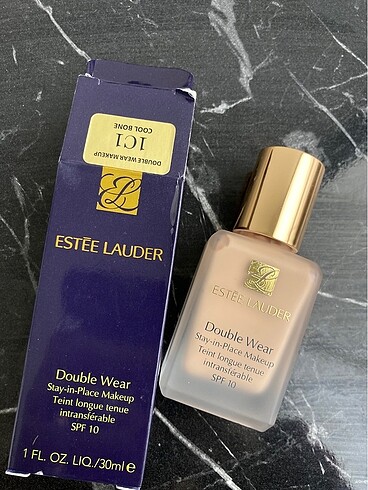 DOUBLE WEAR MAKEUP
1C1
COOL BONE
EL
ESTĒE LAUDER
Double Wear
Stay-in-Place Makeup
Teint longue tenue
intransférable
SPF 10
1 FL. OZ. LIQ./30ml e
EL
ESTĒE LAUDER
Double Wear
Stay-in-Place Makeup
Teint longue tenue
intransférable
SPF 10